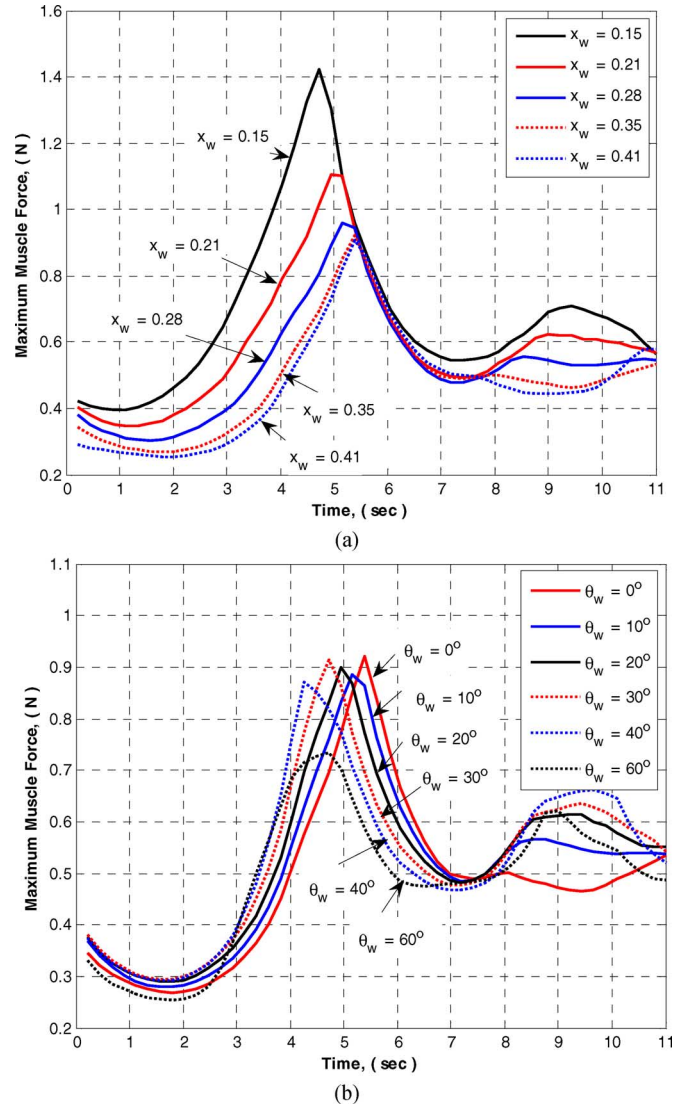 1.6
1.4
1.2
1
0.8
0.6
0.4
0.2
Maximum Muscle Force, ( N )
x_w = 0.15
x_w = 0.21
x_w = 0.28
x_w = 0.35
x_w = 0.41
x_w = 0.15
x_w = 0.21
x_w = 0.28
x_w = 0.35
x_w = 0.41
0 1 2 3 4 5 6 7 8 9 10 11
Time, ( sec )
(a)
1.1
1
0.9
0.8
0.7
0.6
0.5
0.4
0.3
0.2
Maximum Muscle Force, ( N )
θ_w = 0°
θ_w = 10°
θ_w = 20°
θ_w = 30°
θ_w = 40°
θ_w = 60°
θ_w = 0°
θ_w = 10°
θ_w = 20°
θ_w = 30°
θ_w = 40°
θ_w = 60°
0 1 2 3 4 5 6 7 8 9 10 11
Time, ( sec )
(b)